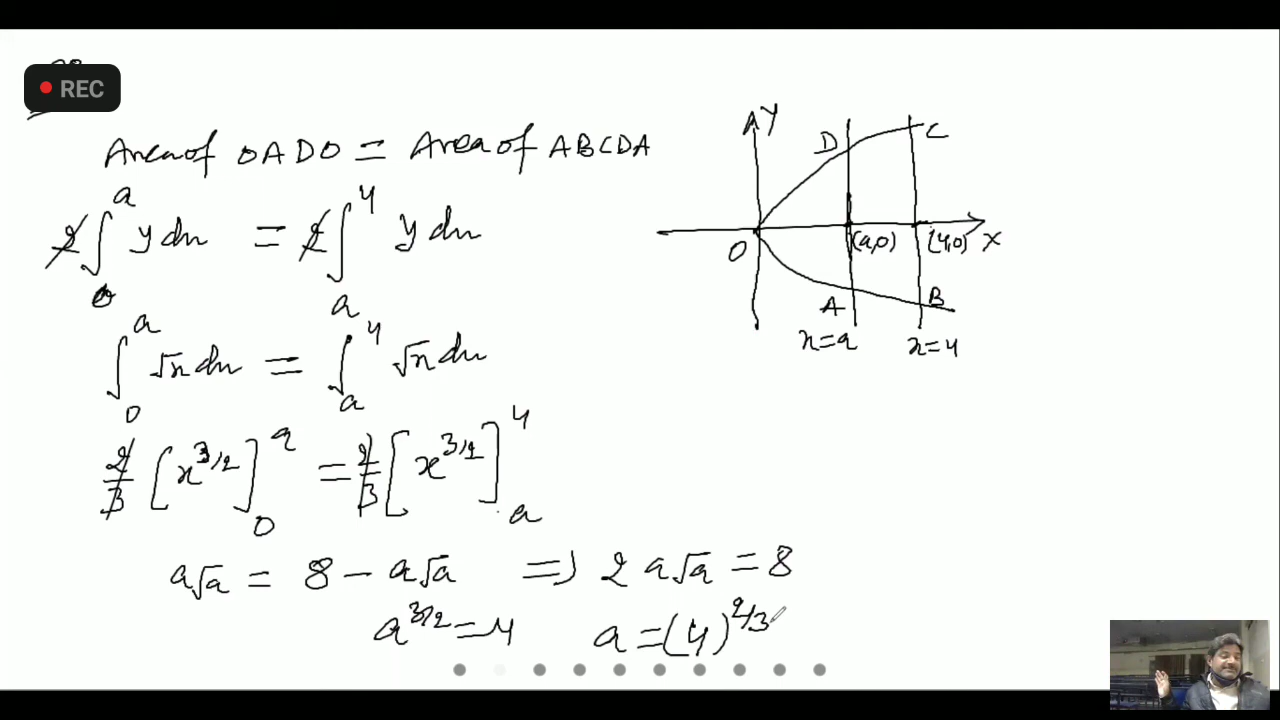 REC
Area of OADO = Area of ABCDA
2∫₀ᵃ y dx = 2∫ₐ⁴ y dx
∫₀ᵃ √x dx = ∫ₐ⁴ √x dx
2/3 [x^3/2]₀ᵃ = 2/3 [x^3/2]ₐ⁴
a√a = 8 - a√a ⇒ 2 a√a = 8
a^3/2 = 4 a = (4)^2/3
Y
D C
O (a,0) (4,0) X
A B
x=a x=4